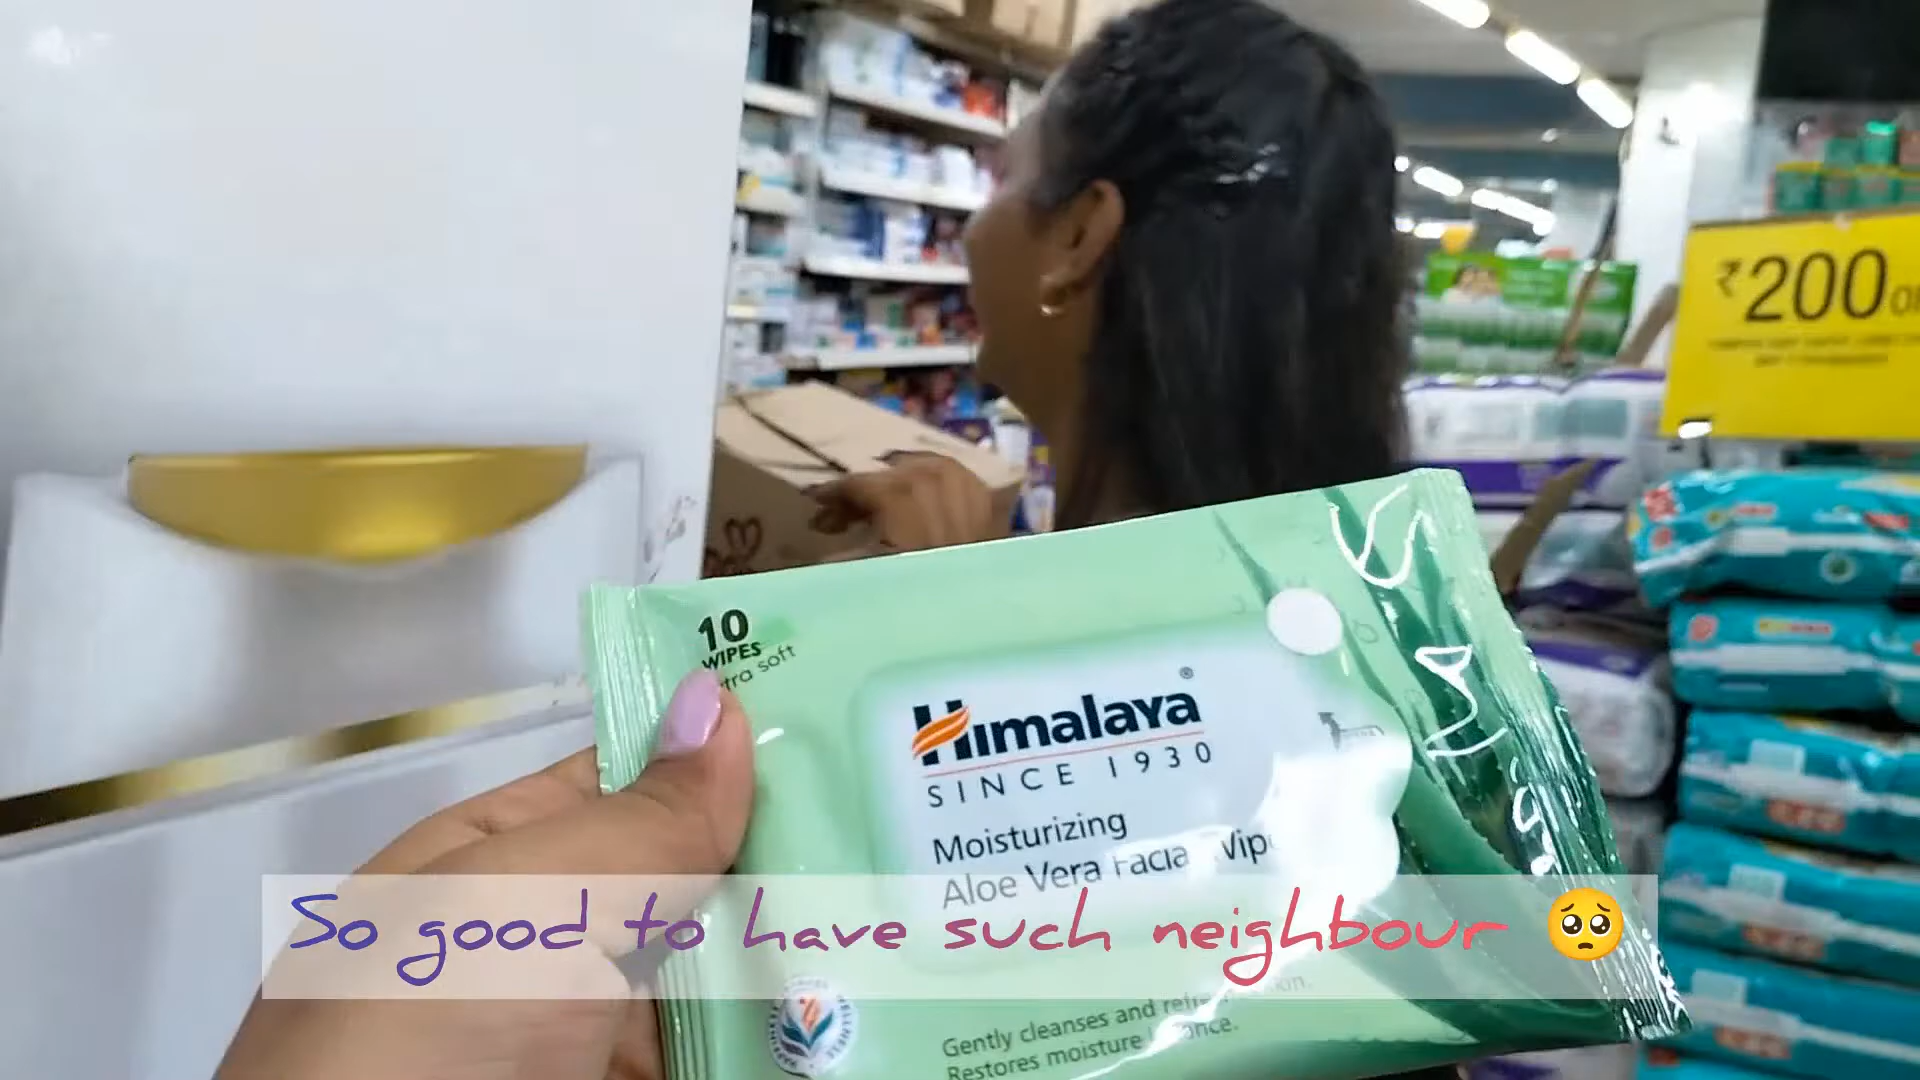 ₹200
10
WIPES
soft
Himalaya®
SINCE 1930
Moisturizing
Aloe Vera Facia
So good to have such neighbour 🥺
Gently cleanses and
Restores moisture